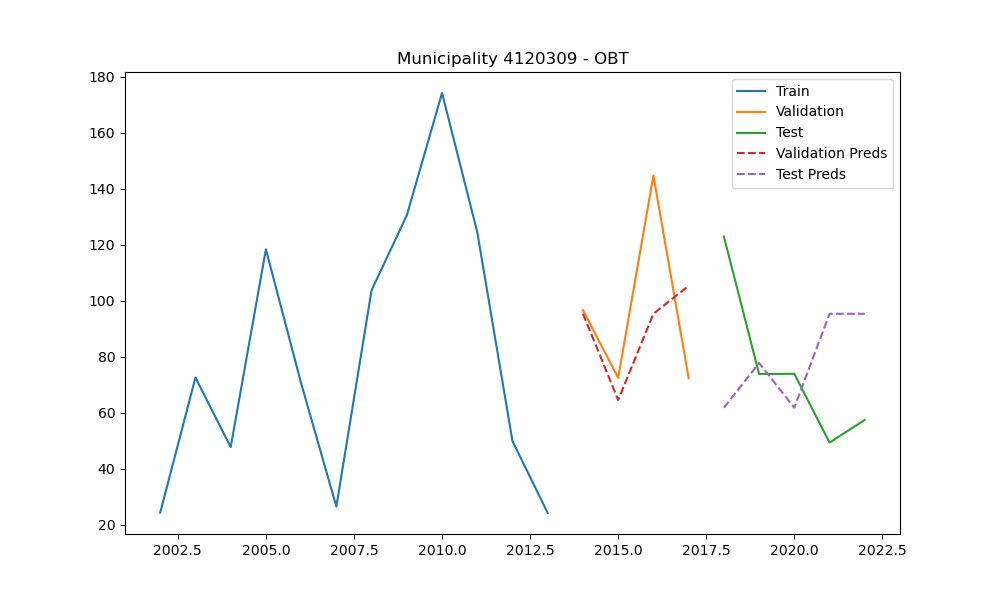 Municipality 4120309 - OBT
180
160
140
120
100
80
60
40
20
Train
Validation
Test
Validation Preds
Test Preds
2002.5 2005.0 2007.5 2010.0 2012.5 2015.0 2017.5 2020.0 2022.5